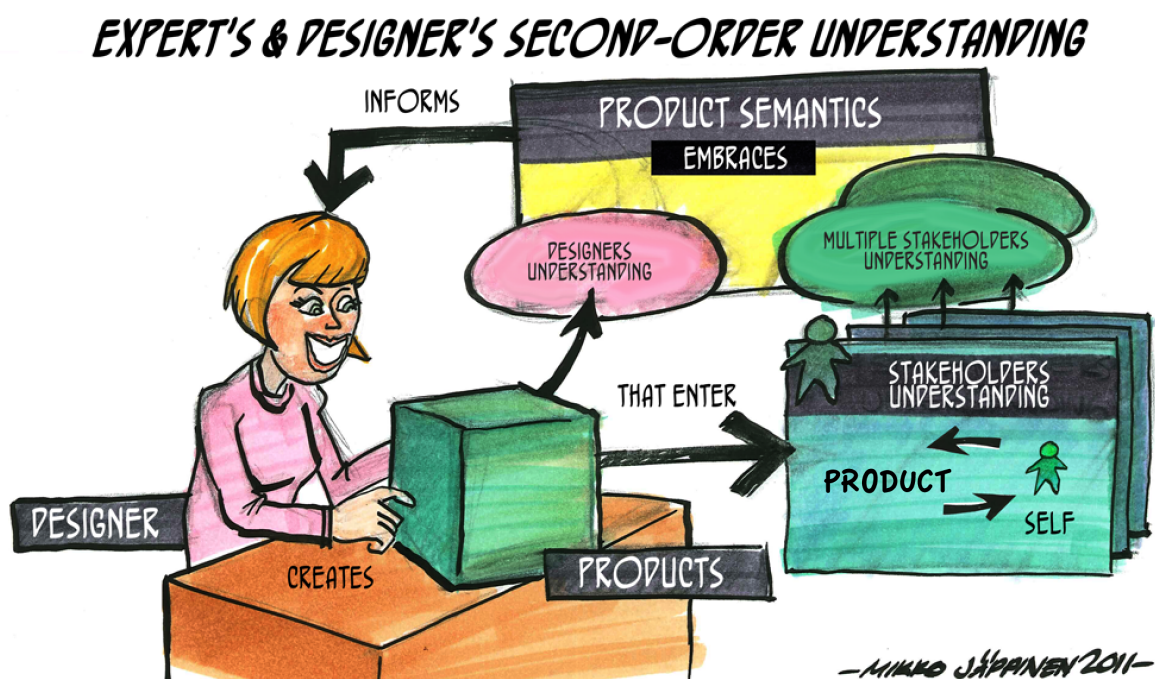 EXPERT'S & DESIGNER'S SECOND-ORDER UNDERSTANDING
INFORMS
PRODUCT SEMANTICS
EMBRACES
DESIGNERS
UNDERSTANDING
MULTIPLE STAKEHOLDERS
UNDERSTANDING
THAT ENTER
STAKEHOLDERS
UNDERSTANDING
PRODUCT
SELF
DESIGNER
CREATES
PRODUCTS
-MIKKO JÄPPINEN 2011-